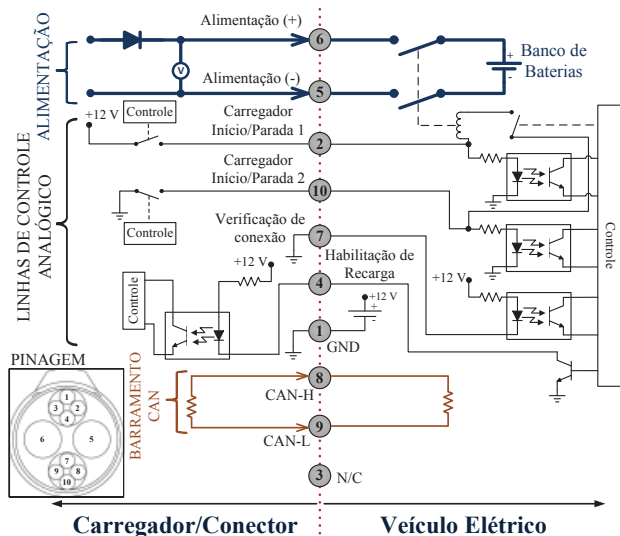 ALIMENTAÇÃO
Alimentação (+)
6
V
Alimentação (-)
5
+
-
Banco de
Baterias
LINHAS DE CONTROLE
ANALÓGICO
+12 V
Controle
Carregador
Início/Parada 1
2
Carregador
Início/Parada 2
10
Controle
Verificação de
conexão
7
+12 V
Habilitação de
Recarga
4
Controle
+12 V
+
-
1
GND
+12 V
Controle
PINAGEM
1
3
2
4
6
5
7
9
8
10
BARRAMENTO
CAN
8
CAN-H
9
CAN-L
3
N/C
Carregador/Conector
Veículo Elétrico